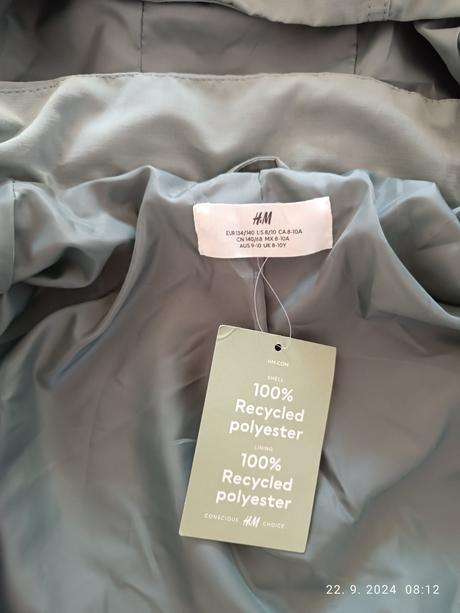 H&M
EUR 134/140 US 8/10 CA 8-10A
CN 140/68 MX 8-10A
AUS 9-10 UK 8-10Y
HM.COM
SHELL
100%
Recycled
polyester
LINING
100%
Recycled
polyester
CONSCIOUS H&M CHOICE
22. 9. 2024 08:12